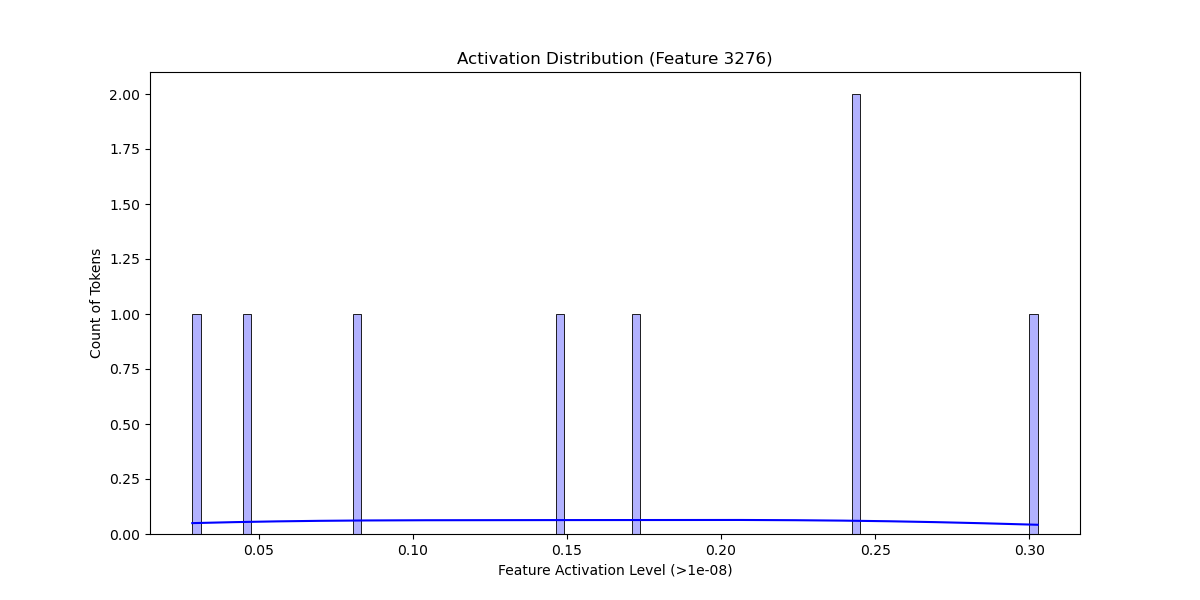 Activation Distribution (Feature 3276)
Count of Tokens
2.00
1.75
1.50
1.25
1.00
0.75
0.50
0.25
0.00
0.05 0.10 0.15 0.20 0.25 0.30
Feature Activation Level (>1e-08)